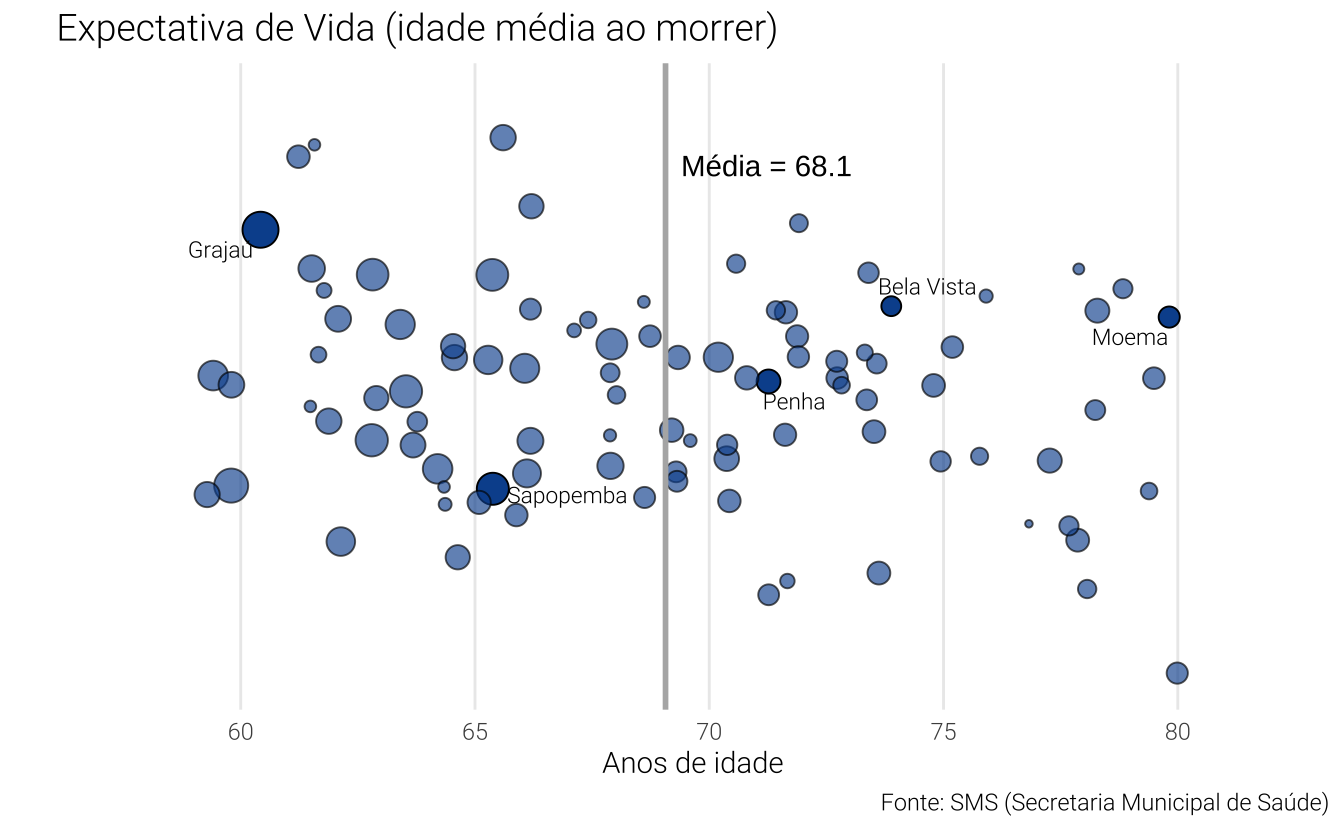 Expectativa de Vida (idade média ao morrer)
Média = 68.1
Grajaú
Bela Vista
Moema
Penha
Sapopemba
60 65 70 75 80
Anos de idade
Fonte: SMS (Secretaria Municipal de Saúde)